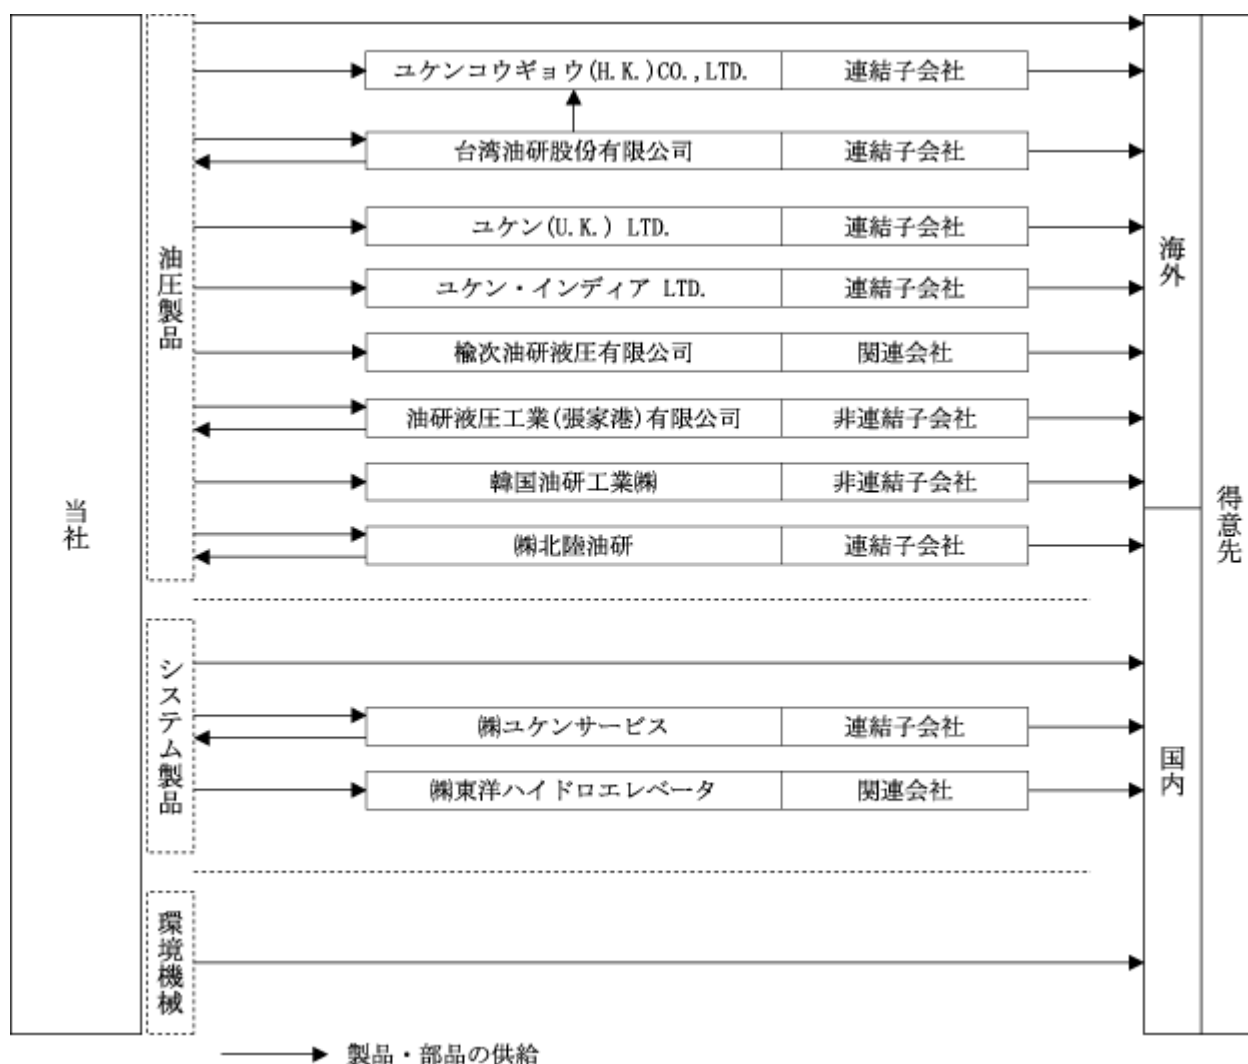 当社
油圧製品
ユケンコウギョウ(H.K.)CO.,LTD.
連結子会社
台湾油研股份有限公司
連結子会社
ユケン(U.K.) LTD.
連結子会社
ユケン・インディア LTD.
連結子会社
楡次油研液圧有限公司
関連会社
油研液圧工業(張家港)有限公司
非連結子会社
韓国油研工業㈱
非連結子会社
㈱北陸油研
連結子会社
システム製品
㈱ユケンサービス
連結子会社
㈱東洋ハイドロエレベータ
関連会社
環境機械
海外
国内
得意先
製品・部品の供給